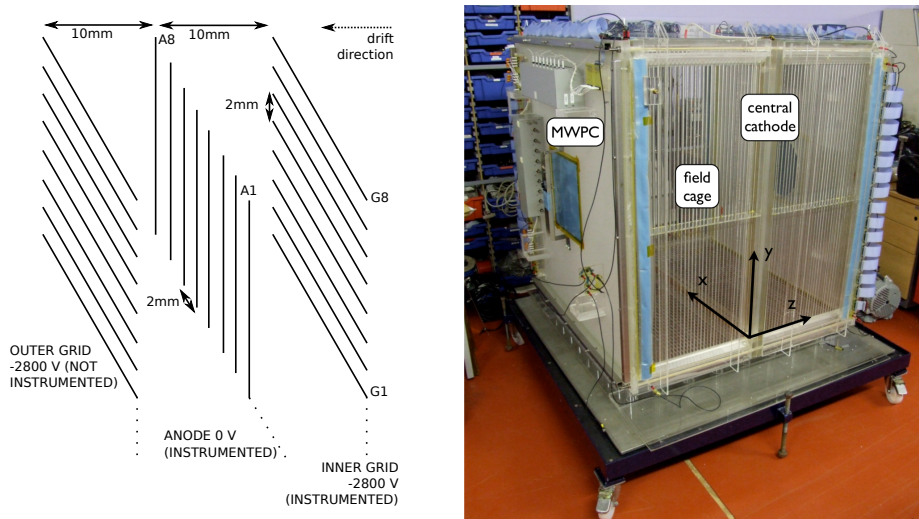 10mm
10mm
A8
drift
direction
2mm
MWPC
central
cathode
A1
field
cage
G8
y
x
z
2mm
OUTER GRID
-2800 V (NOT
INSTRUMENTED)
G1
ANODE 0 V
(INSTRUMENTED)
INNER GRID
-2800 V
(INSTRUMENTED)